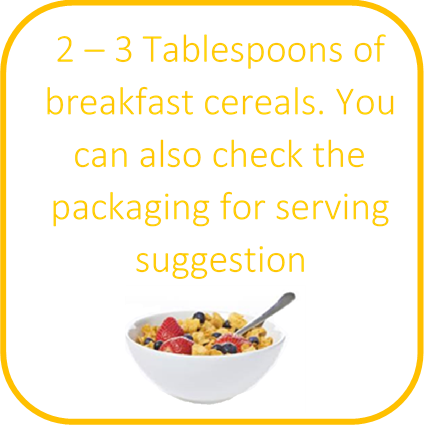 2 – 3 Tablespoons of
breakfast cereals. You
can also check the
packaging for serving
suggestion